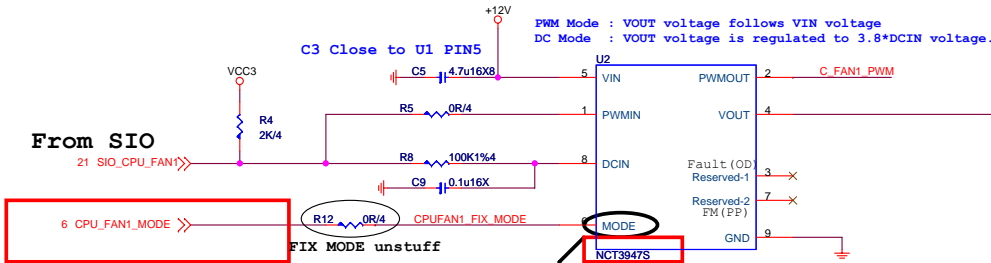 +12V
PWM Mode : VOUT voltage follows VIN voltage
DC Mode : VOUT voltage is regulated to 3.8*DCIN voltage.
C3 Close to U1 PIN5
U2
VCC3
C5 4.7u16X8
5 VIN
PWMOUT 2 C_FAN1_PWM
R4
2K/4
R5 0R/4
1 PWMIN
VOUT 4
From SIO
21 SIO_CPU_FAN1
R8 100K1%4
8 DCIN
Fault(OD)
Reserved-1 3
C9 0.1u16X
Reserved-2 7
FM(PP)
6 CPU_FAN1_MODE
R12 0R/4
CPUFAN1_FIX_MODE
MODE
GND 9
FIX MODE unstuff
NCT3947S